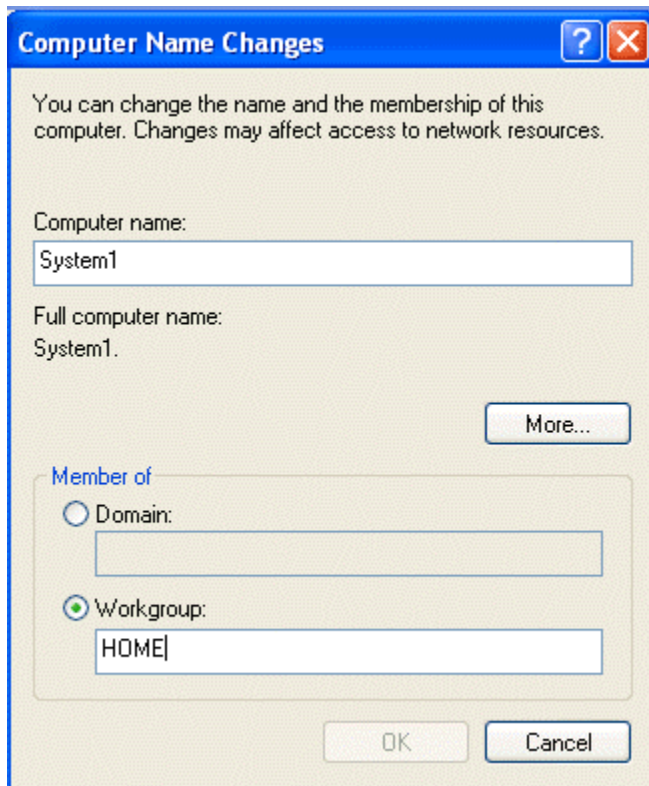 Computer Name Changes
You can change the name and the membership of this
computer. Changes may affect access to network resources.
Computer name:
System1
Full computer name:
System1.
More...
Member of
Domain:
Workgroup:
HOME
OK Cancel